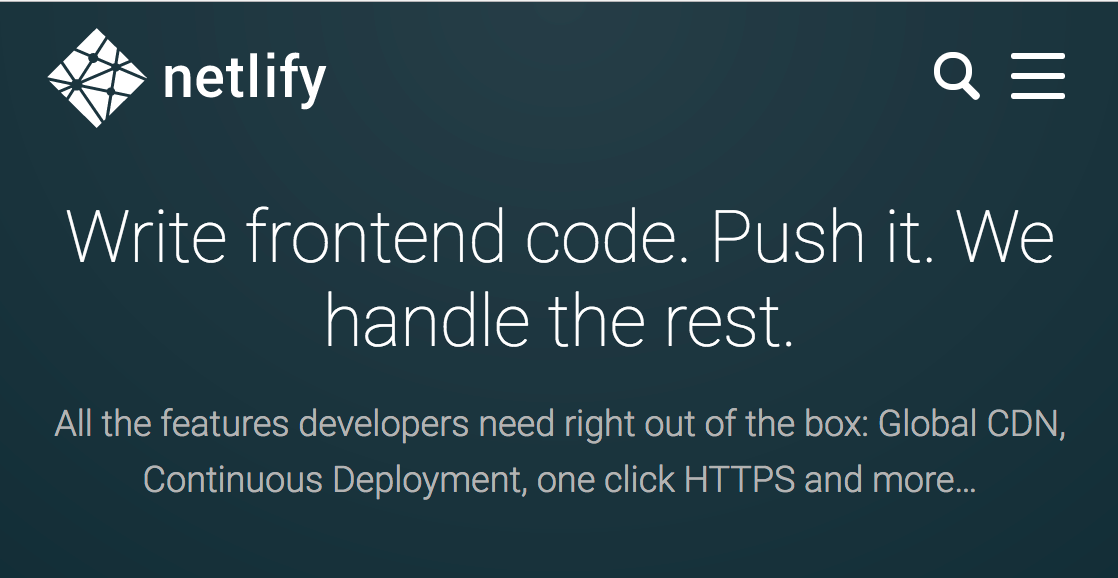 netlify
Write frontend code. Push it. We
handle the rest.
All the features developers need right out of the box: Global CDN,
Continuous Deployment, one click HTTPS and more...